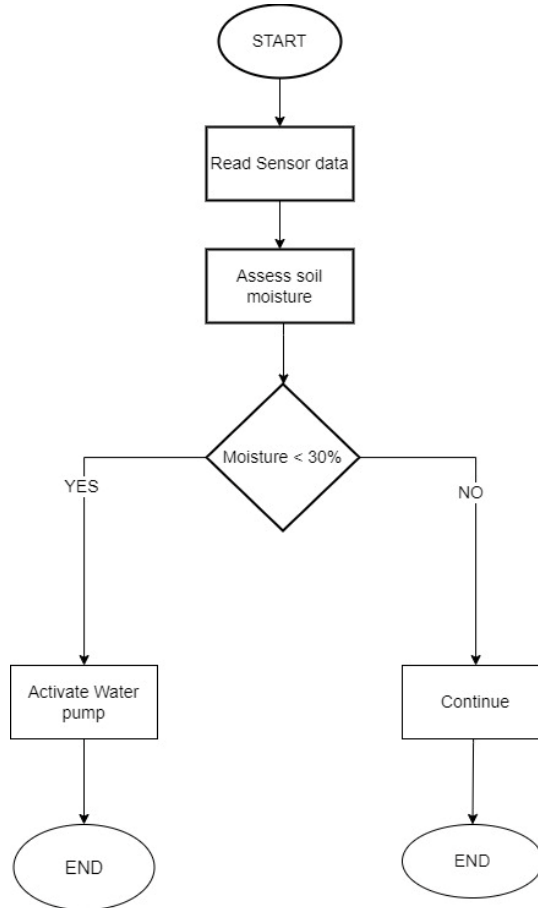 START
Read Sensor data
Assess soil
moisture
Moisture < 30%
YES
NO
Activate Water
pump
Continue
END
END